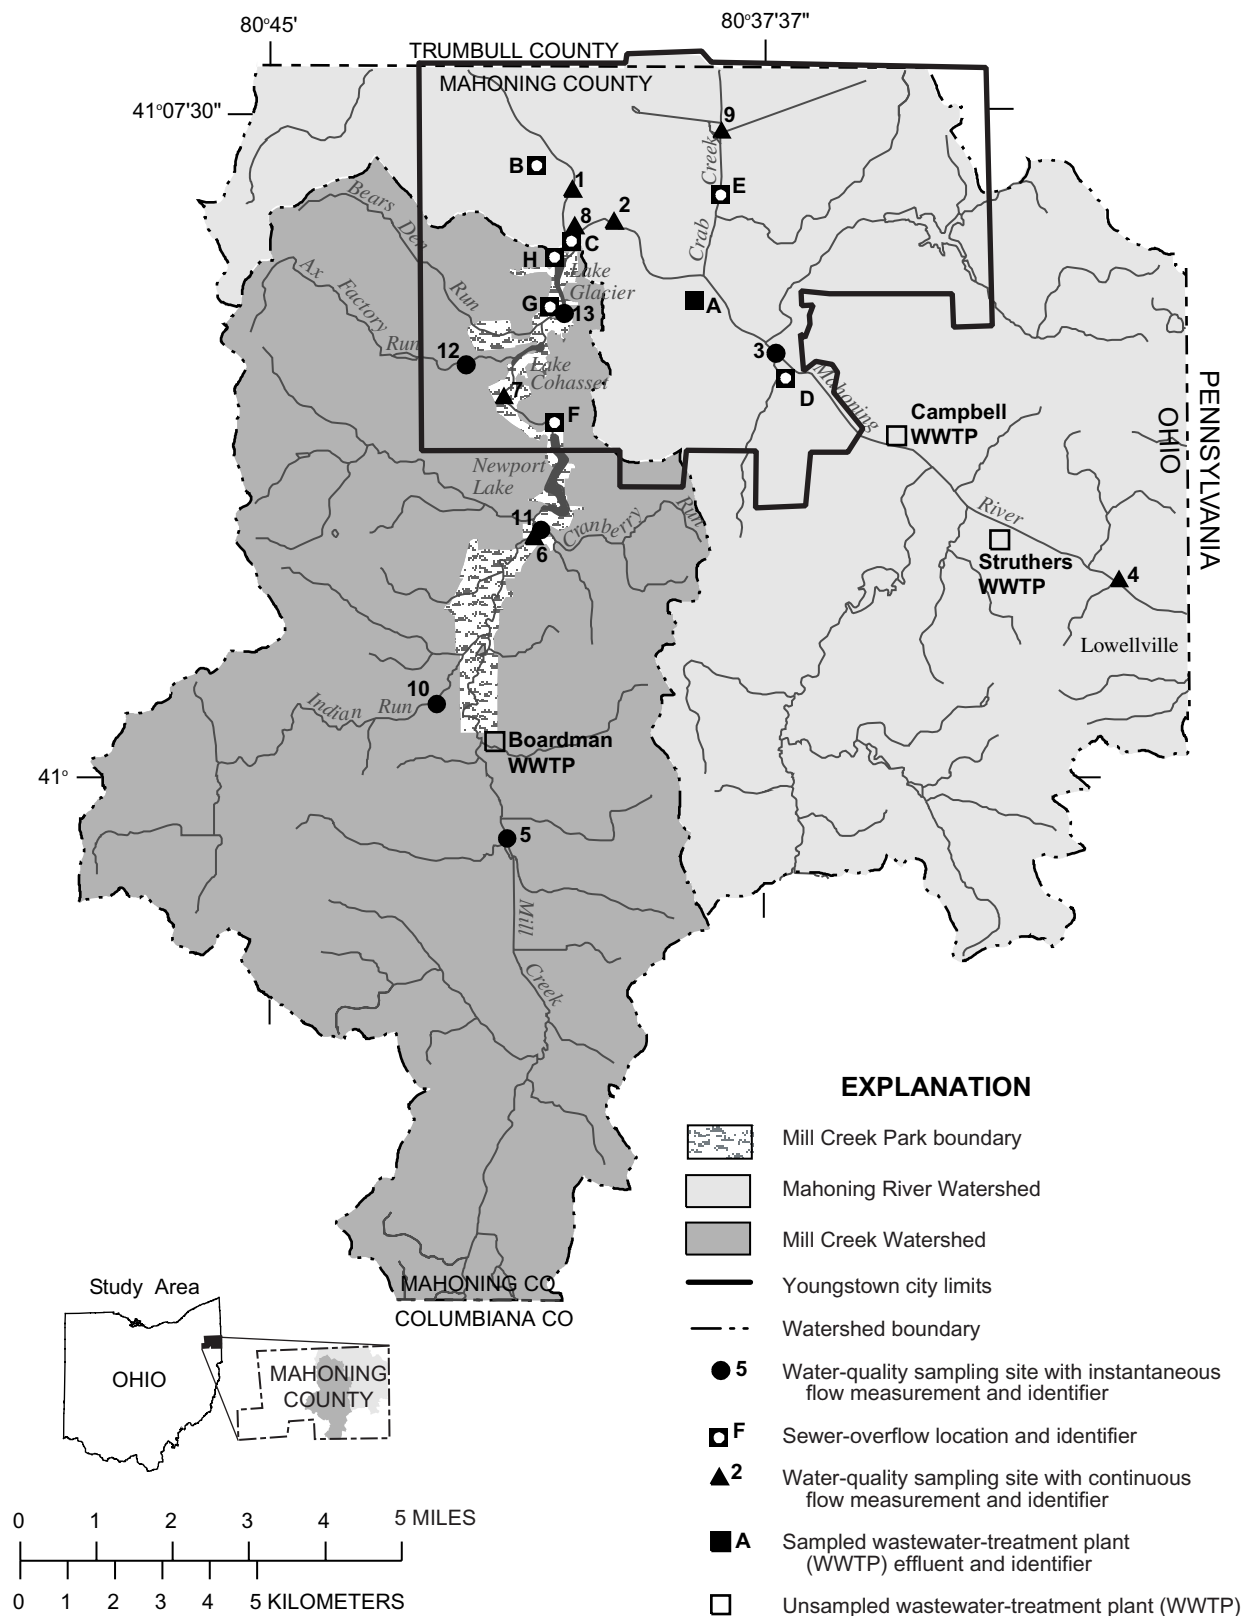 80°45'
80°37'37"
TRUMBULL COUNTY
MAHONING COUNTY
41°07'30"
9
B
1
E
Creek
Crab
2
8
C
H
Bears Den Run
Lake
Glacier
Ax Factory Run
G
13
A
12
3
Lake
Cohasset
7
D
Mahoning
F
Campbell
WWTP
PENNSYLVANIA
OHIO
Newport
Lake
11
Cranberry Run
6
River
Struthers
WWTP
4
Lowellville
10
Indian Run
Boardman
WWTP
41°
5
Mill
Creek
MAHONING CO
COLUMBIANA CO
EXPLANATION
Mill Creek Park boundary
Mahoning River Watershed
Mill Creek Watershed
Youngstown city limits
Watershed boundary
5 Water-quality sampling site with instantaneous
flow measurement and identifier
F Sewer-overflow location and identifier
2 Water-quality sampling site with continuous
flow measurement and identifier
A Sampled wastewater-treatment plant
(WWTP) effluent and identifier
Unsampled wastewater-treatment plant (WWTP)
Study Area
OHIO
MAHONING
COUNTY
0 1 2 3 4 5 MILES
0 1 2 3 4 5 KILOMETERS